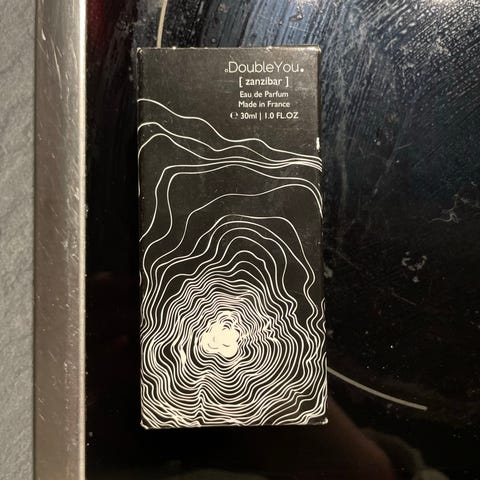 DoubleYou
[ zanzibar ]
Eau de Parfum
Made in France
℮ 30ml | 1.0 FL.OZ